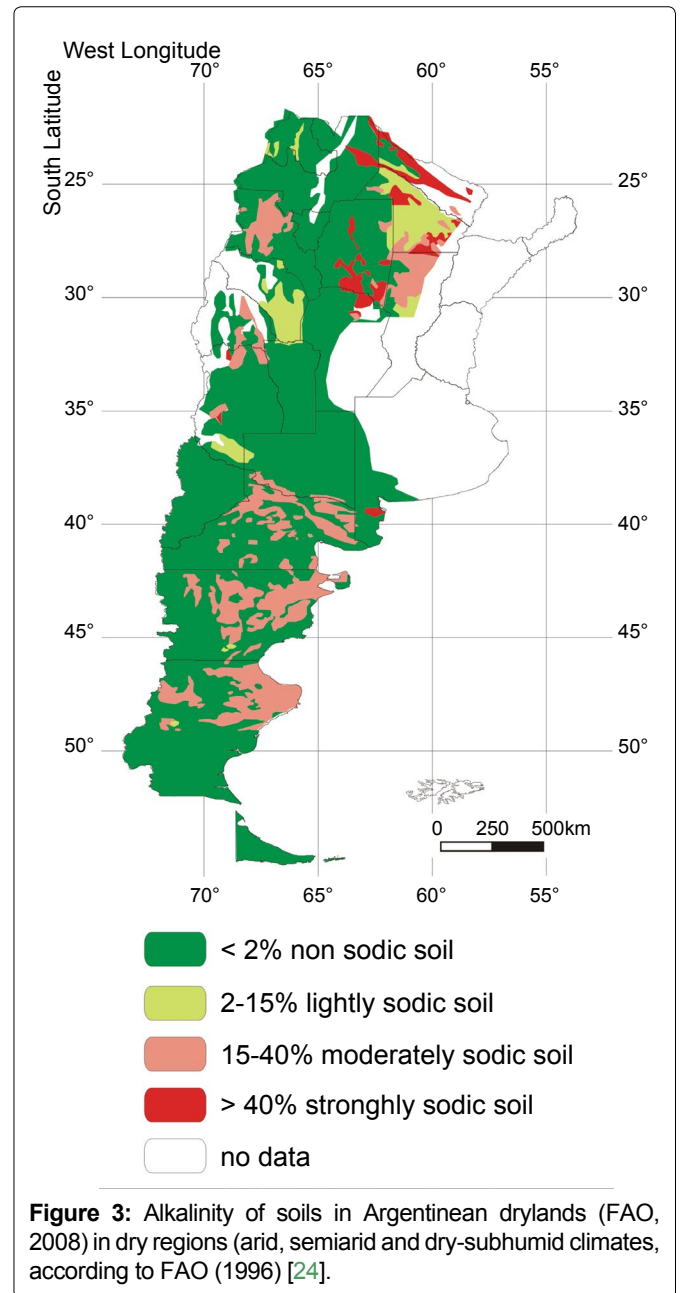 West Longitude
70° 65° 60° 55°
South Latitude
25° 25°
30° 30°
35° 35°
40° 40°
45° 45°
50° 50°
0 250 500km
70° 65° 60° 55°
< 2% non sodic soil
2-15% lightly sodic soil
15-40% moderately sodic soil
> 40% stronghly sodic soil
no data
Figure 3: Alkalinity of soils in Argentinean drylands (FAO,
2008) in dry regions (arid, semiarid and dry-subhumid climates,
according to FAO (1996) [24].